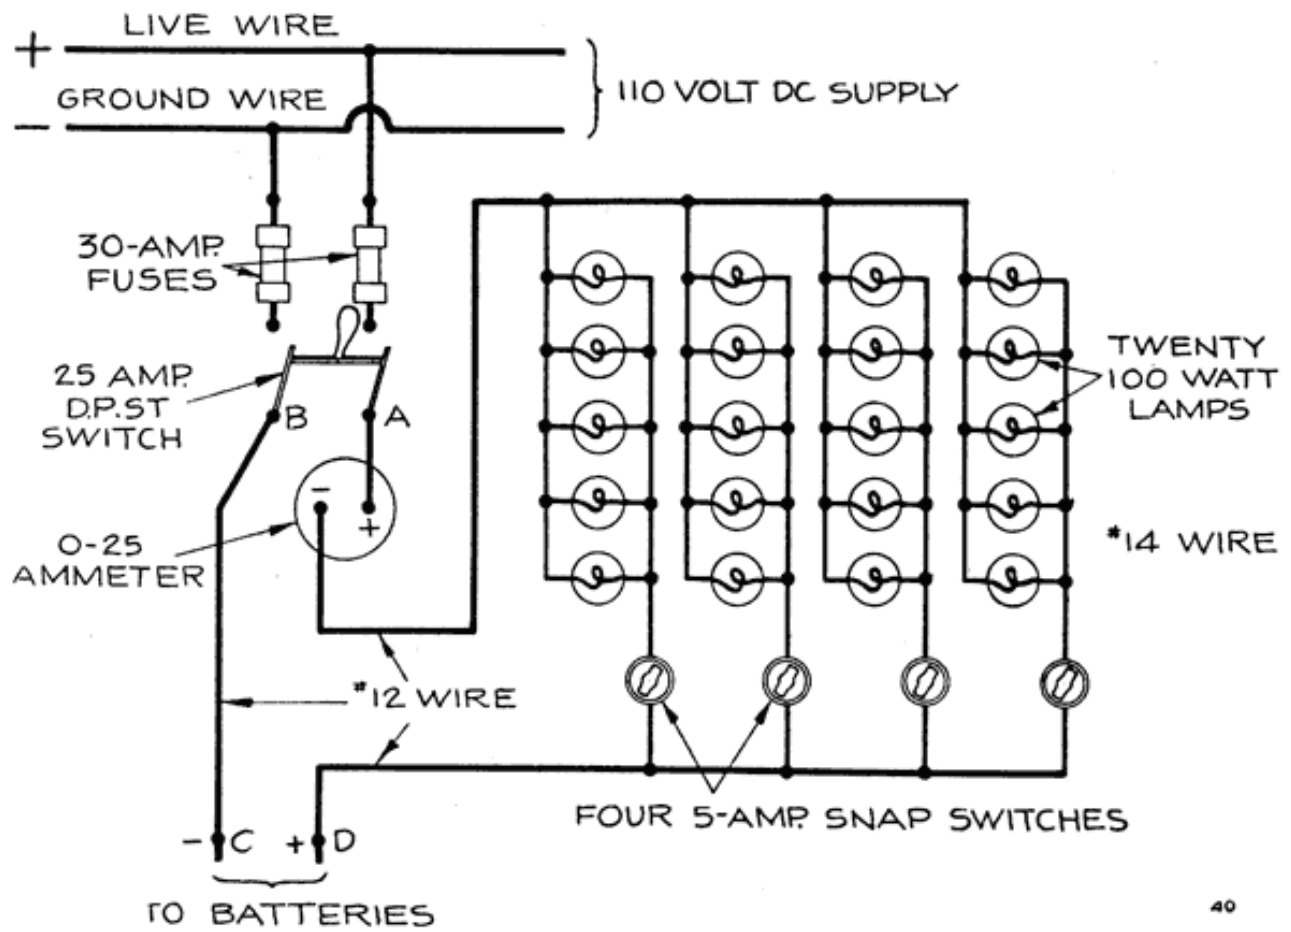 LIVE WIRE
+
GROUND WIRE
-
110 VOLT DC SUPPLY
30-AMP.
FUSES
25 AMP.
D.P.ST
SWITCH
B
A
-
+
0-25
AMMETER
TWENTY
100 WATT
LAMPS
#14 WIRE
#12 WIRE
FOUR 5-AMP. SNAP SWITCHES
- C
+ D
TO BATTERIES
40